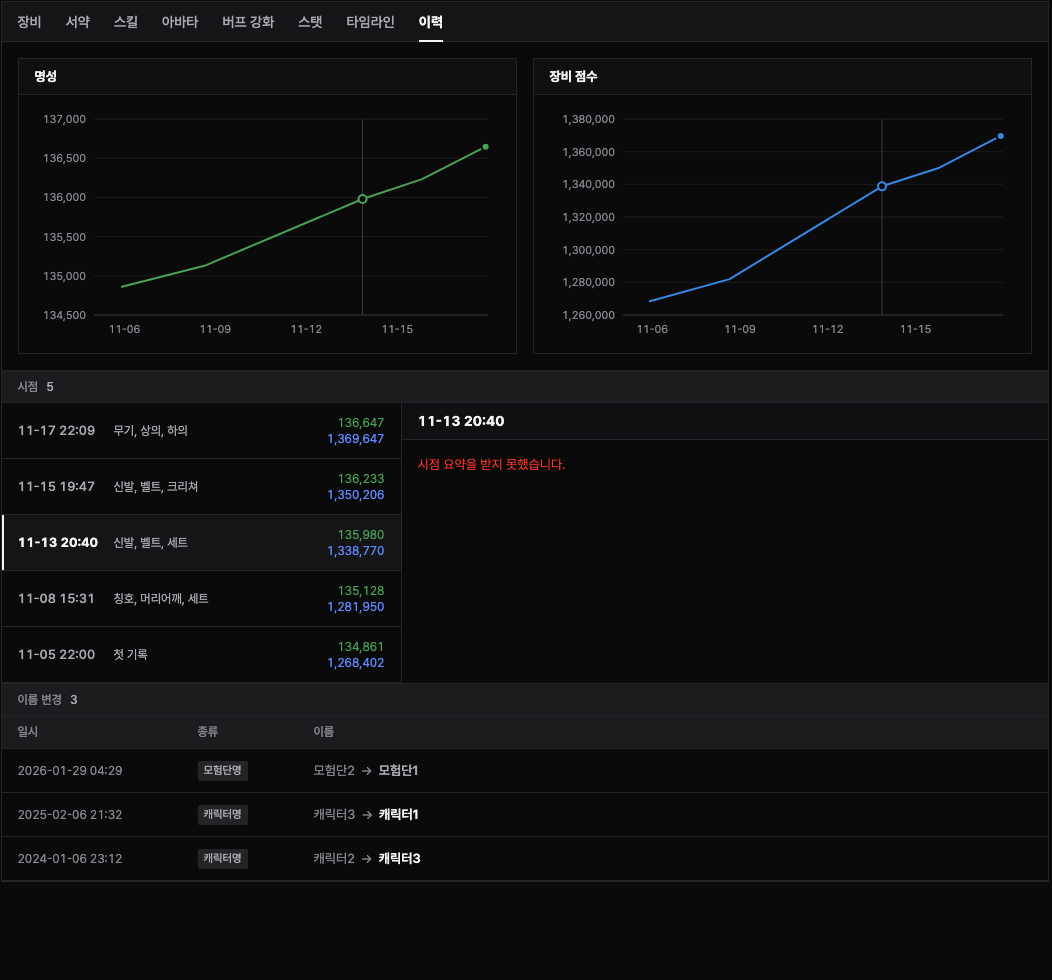 장비 서약 스킬 아바타 버프 강화 스탯 타임라인 이력
명성
137,000
136,500
136,000
135,500
135,000
134,500
11-06 11-09 11-12 11-15
장비 점수
1,380,000
1,360,000
1,340,000
1,320,000
1,300,000
1,280,000
1,260,000
11-06 11-09 11-12 11-15
시점 5
11-17 22:09 무기, 상의, 하의 136,647
1,369,647
11-15 19:47 신발, 벨트, 크리쳐 136,233
1,350,206
11-13 20:40 신발, 벨트, 세트 135,980
1,338,770
11-08 15:31 칭호, 머리어깨, 세트 135,128
1,281,950
11-05 22:00 첫 기록 134,861
1,268,402
11-13 20:40
시점 요약을 받지 못했습니다.
이름 변경 3
일시 종류 이름
2026-01-29 04:29 모험단명 모험단2 → 모험단1
2025-02-06 21:32 캐릭터명 캐릭터3 → 캐릭터1
2024-01-06 23:12 캐릭터명 캐릭터2 → 캐릭터3